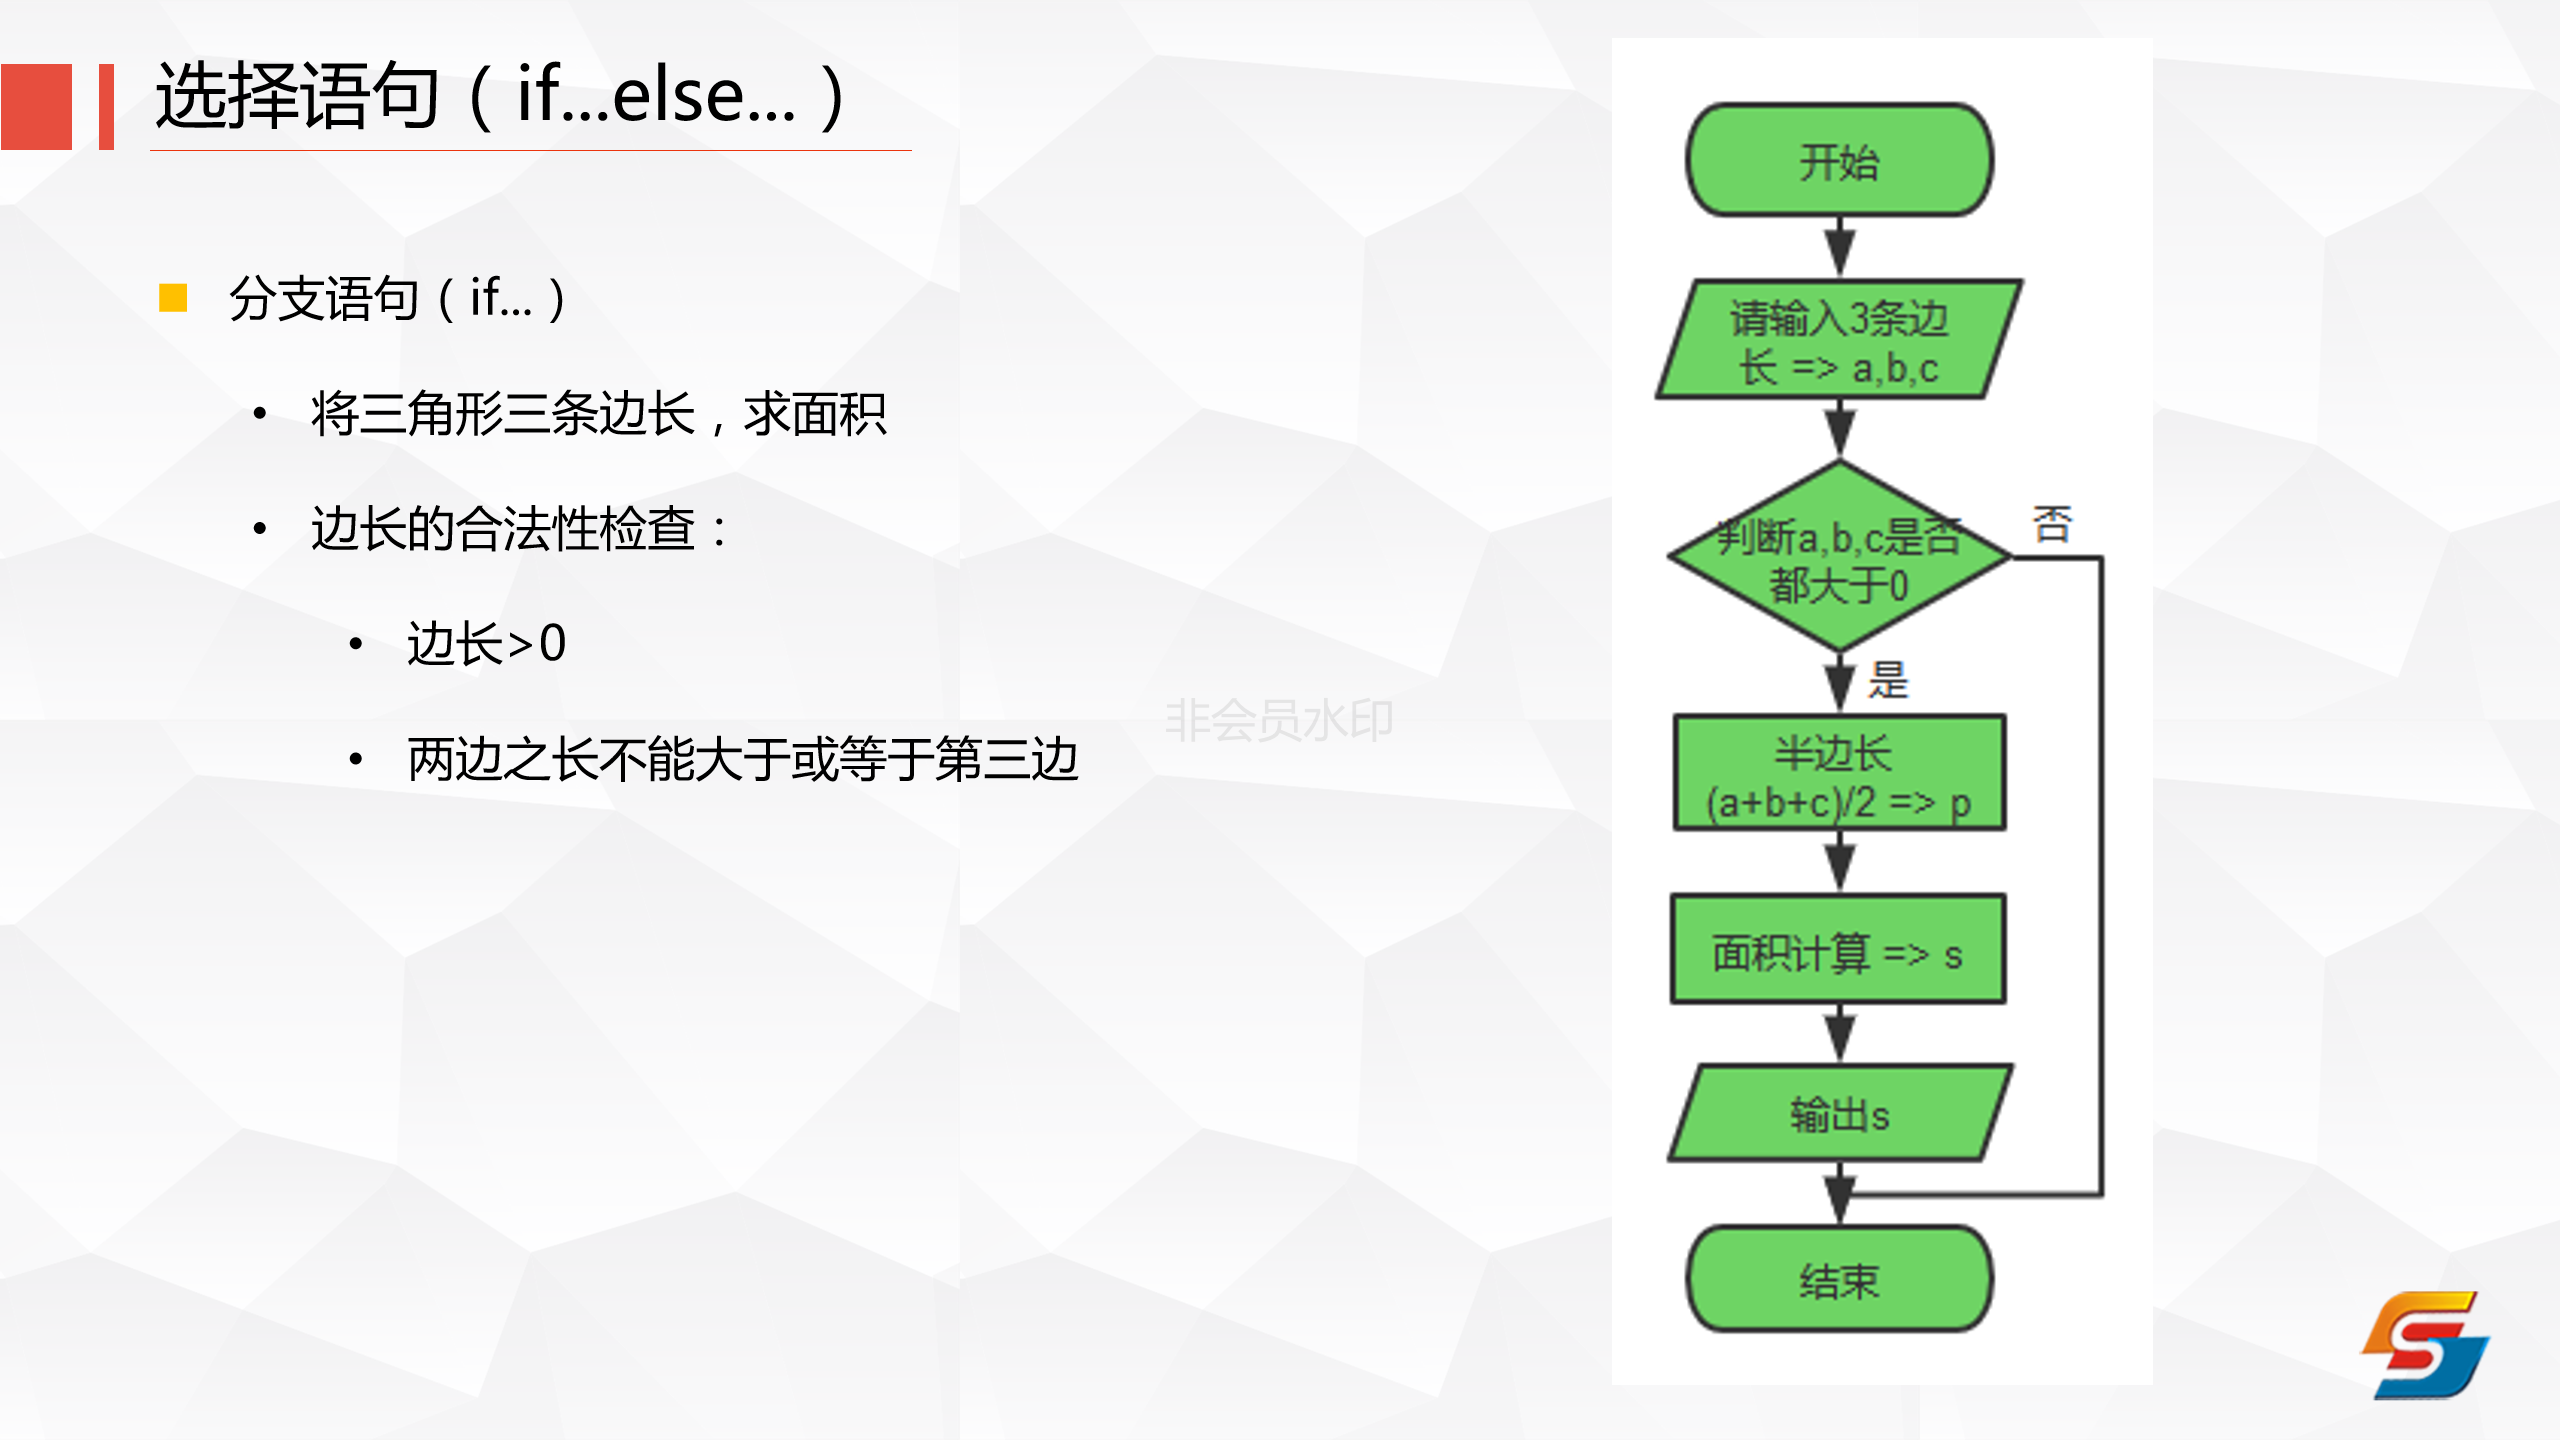 选择语句（if...else...）
分支语句（if...）
将三角形三条边长，求面积
边长的合法性检查：
边长>0
两边之长不能大于或等于第三边
非会员水印
开始
请输入3条边
长 => a,b,c
判断a,b,c是否
都大于0
否
是
半边长
(a+b+c)/2 => p
面积计算 => s
输出s
结束